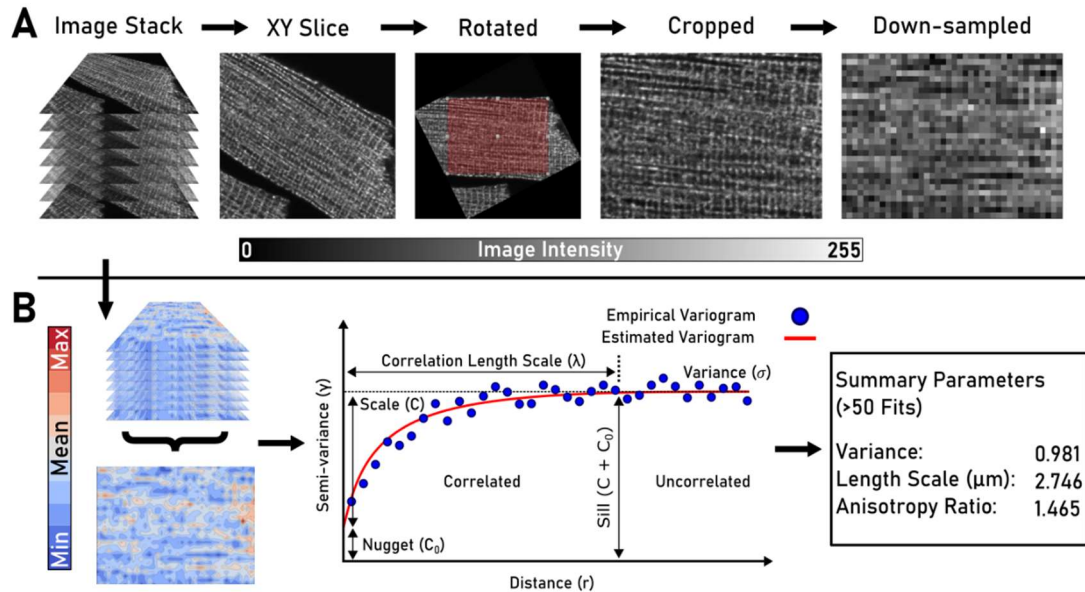 A
Image Stack
XY Slice
Rotated
Cropped
Down-sampled
0
Image Intensity
255
B
Max
Mean
Min
Empirical Variogram
Estimated Variogram
Correlation Length Scale (λ)
Variance (σ)
Scale (C)
Semi-variance (γ)
Correlated
Sill (C + C₀)
Uncorrelated
Nugget (C₀)
Distance (r)
Summary Parameters
(>50 Fits)
Variance: 0.981
Length Scale (μm): 2.746
Anisotropy Ratio: 1.465